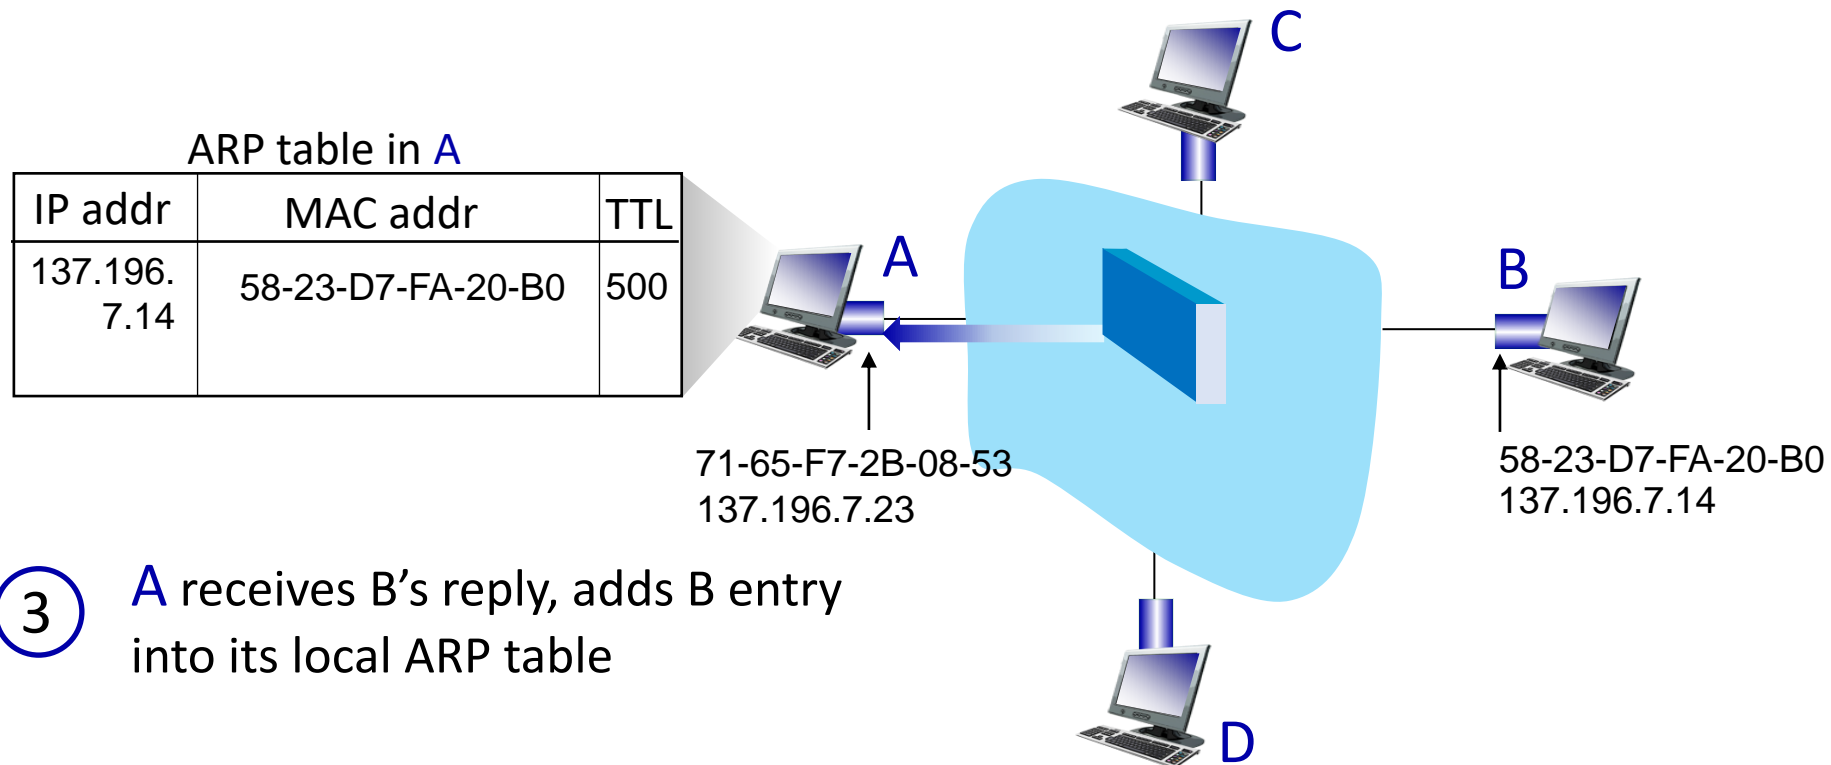 C
ARP table in A
IP addr MAC addr TTL
137.196.
7.14
58-23-D7-FA-20-B0 500
A
B
71-65-F7-2B-08-53
137.196.7.23
58-23-D7-FA-20-B0
137.196.7.14
3 A receives B’s reply, adds B entry
into its local ARP table
D